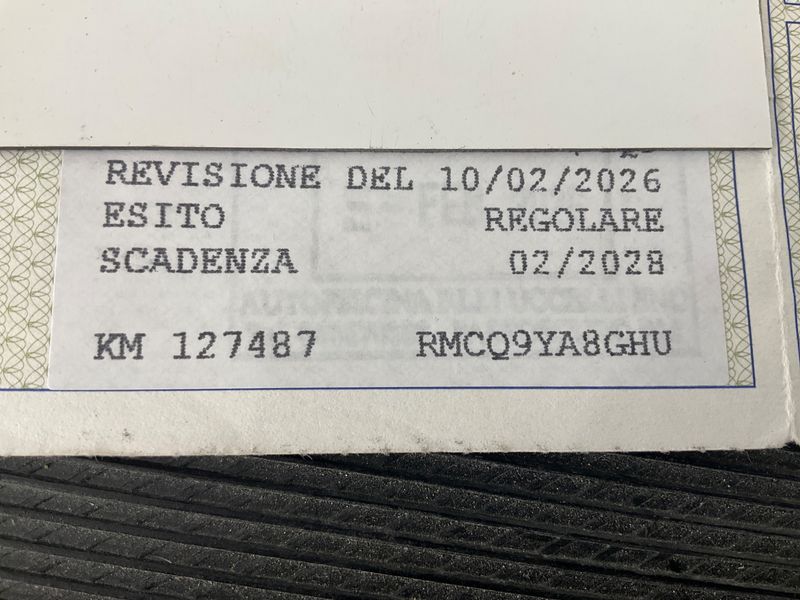 REVISIONE DEL 10/02/2026
ESITO REGOLARE
SCADENZA 02/2028
KM 127487 RMCQ9YA8GHU